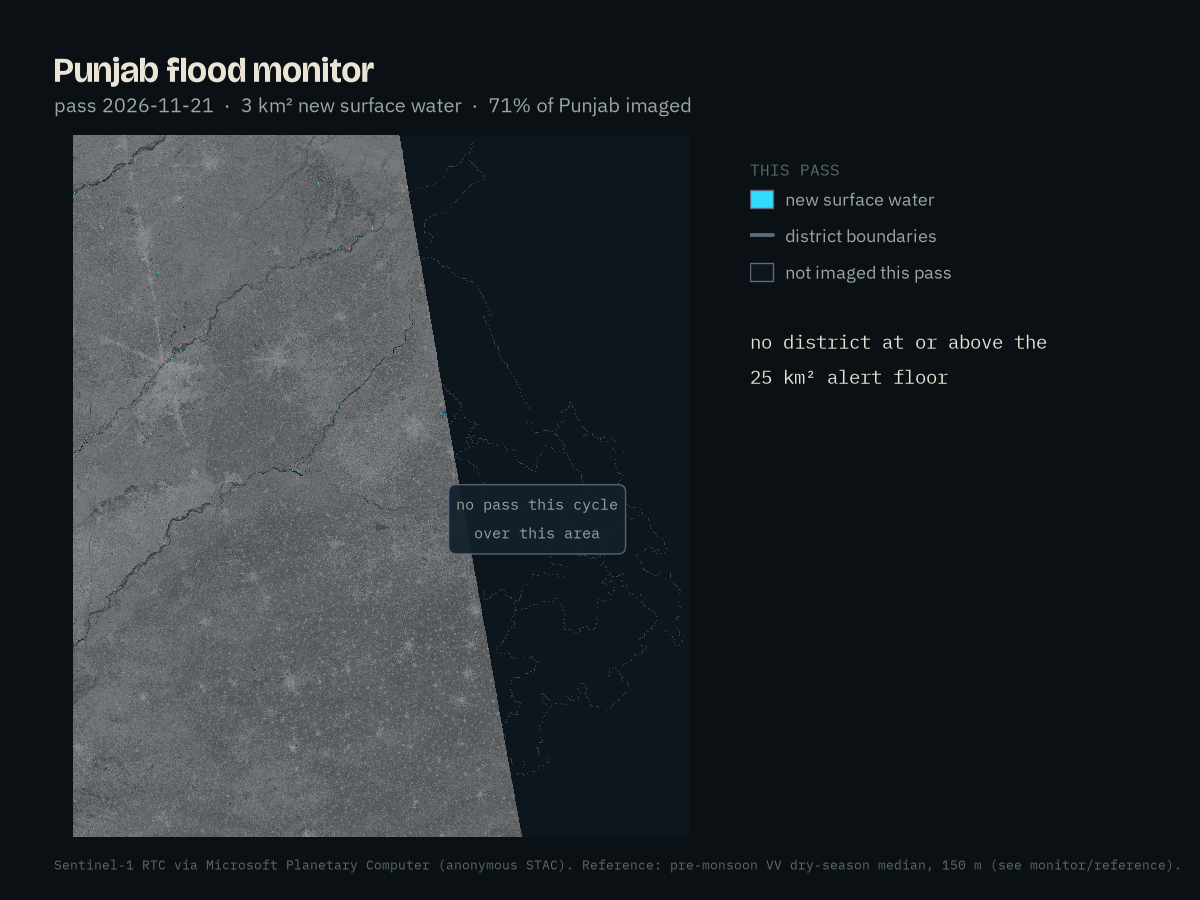 Punjab flood monitor
pass 2026-11-21 · 3 km² new surface water · 71% of Punjab imaged
THIS PASS
new surface water
district boundaries
not imaged this pass
no district at or above the
25 km² alert floor
no pass this cycle
over this area
Sentinel-1 RTC via Microsoft Planetary Computer (anonymous STAC). Reference: pre-monsoon VV dry-season median, 150 m (see monitor/reference).